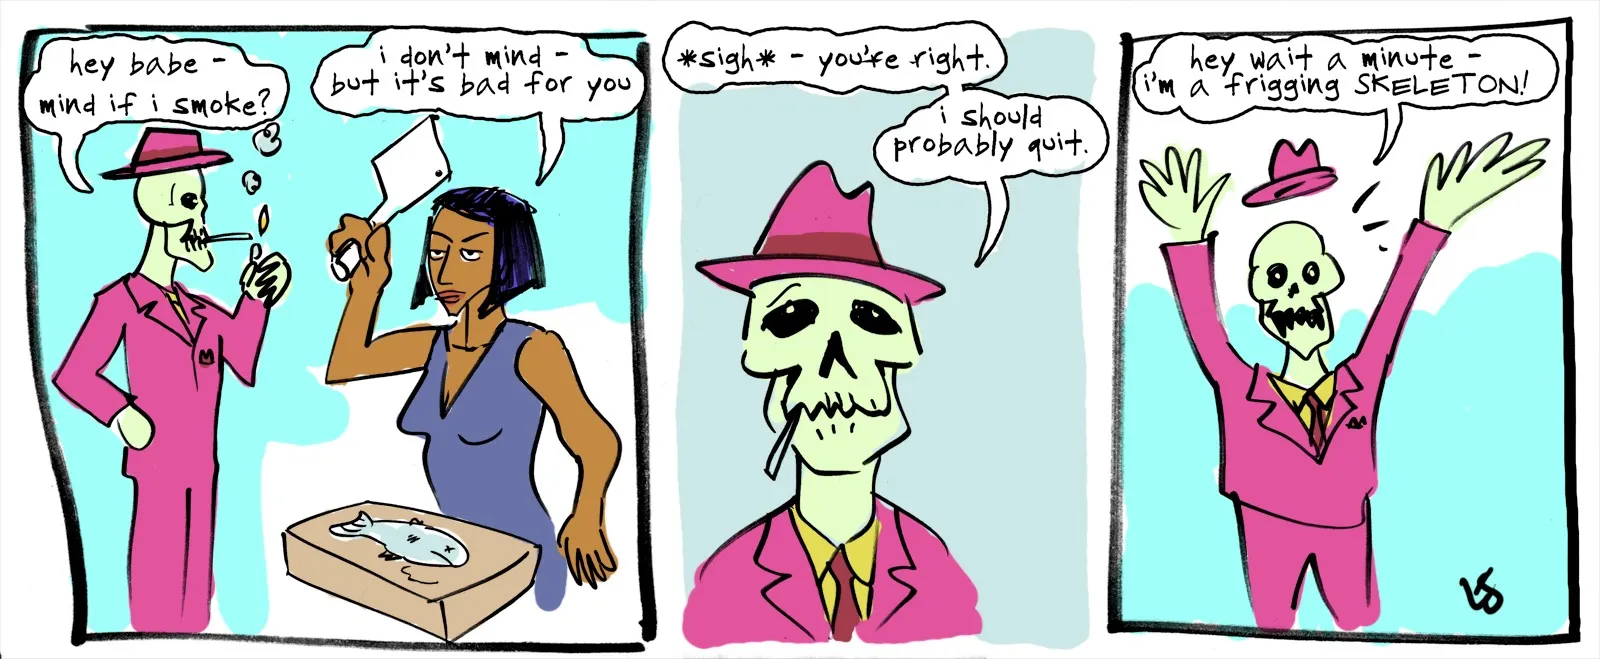 hey babe -
mind if i smoke?
i don't mind -
but it's bad for you
*sigh* - you're right.
i should
probably quit.
hey wait a minute -
i'm a frigging SKELETON!